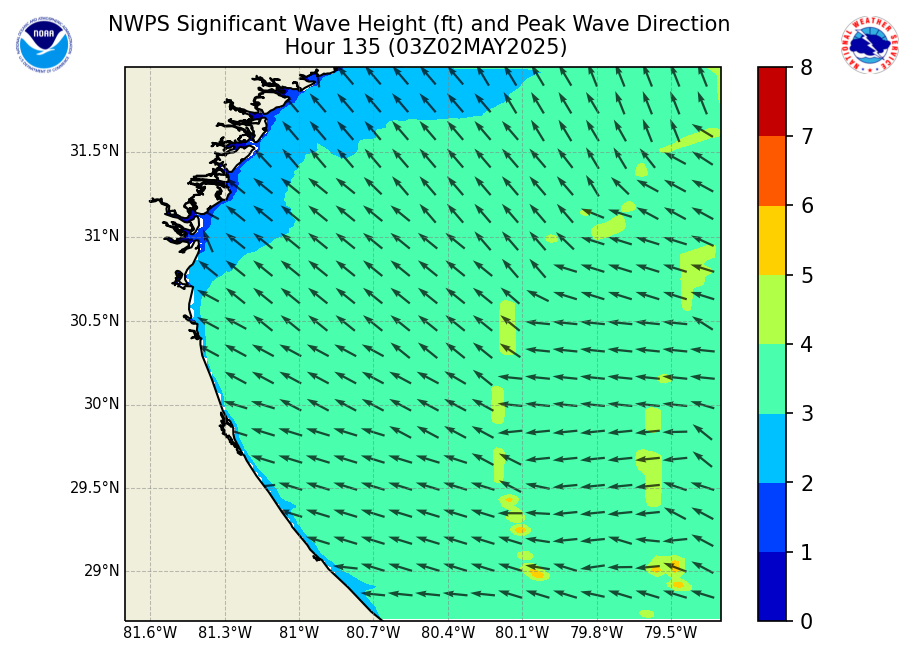 NWPS Significant Wave Height (ft) and Peak Wave Direction
Hour 135 (03Z02MAY2025)
NOAA
NATIONAL WEATHER SERVICE
31.5°N
31°N
30.5°N
30°N
29.5°N
29°N
81.6°W 81.3°W 81°W 80.7°W 80.4°W 80.1°W 79.8°W 79.5°W
8
7
6
5
4
3
2
1
0